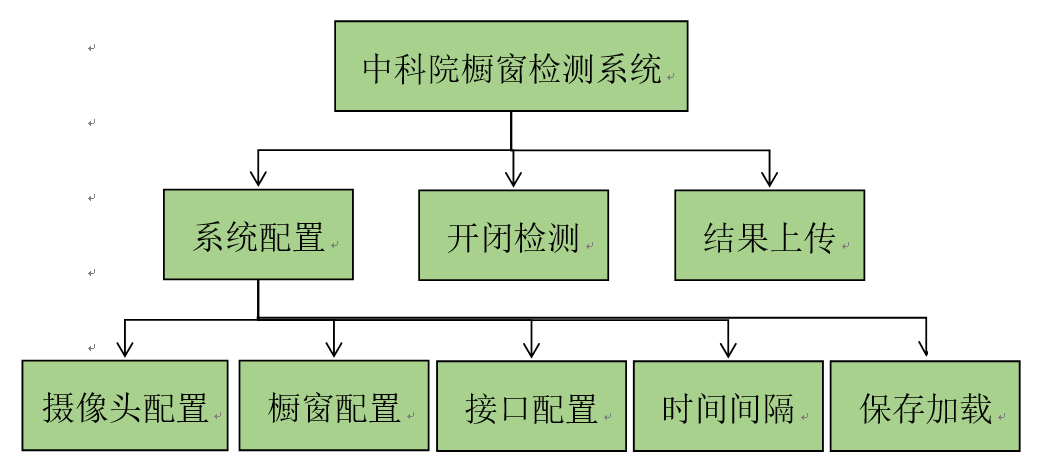 中科院橱窗检测系统
系统配置
开闭检测
结果上传
摄像头配置
橱窗配置
接口配置
时间间隔
保存加载